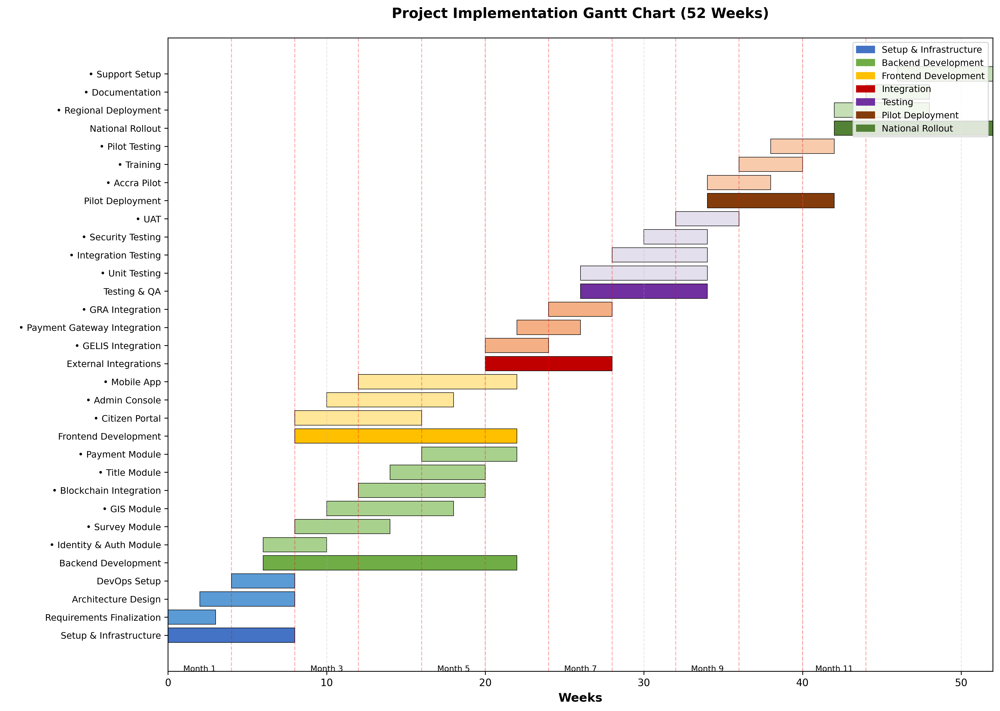 Project Implementation Gantt Chart (52 Weeks)
Setup & Infrastructure
Backend Development
Frontend Development
Integration
Testing
Pilot Deployment
National Rollout
• Support Setup
• Documentation
• Regional Deployment
National Rollout
• Pilot Testing
• Training
• Accra Pilot
Pilot Deployment
• UAT
• Security Testing
• Integration Testing
• Unit Testing
Testing & QA
• GRA Integration
• Payment Gateway Integration
• GELIS Integration
External Integrations
• Mobile App
• Admin Console
• Citizen Portal
Frontend Development
• Payment Module
• Title Module
• Blockchain Integration
• GIS Module
• Survey Module
• Identity & Auth Module
Backend Development
DevOps Setup
Architecture Design
Requirements Finalization
Setup & Infrastructure
Month 1 Month 3 Month 5 Month 7 Month 9 Month 11
0 10 20 30 40 50
Weeks